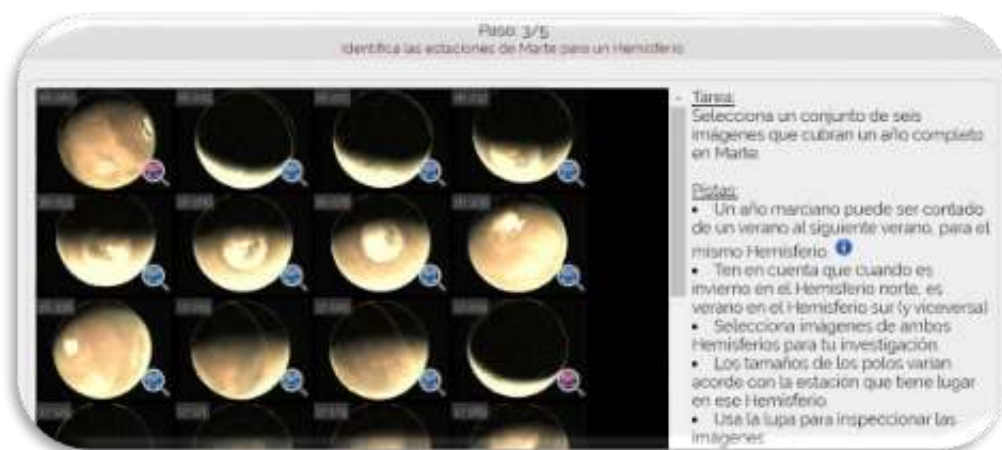 Paso: 3/5
Identifica las estaciones de Marte para un Hemisferio
Tarea:
Selecciona un conjunto de seis
imágenes que cubran un año completo
en Marte.
Pistas:
• Un año marciano puede ser contado
de un verano al siguiente verano, para el
mismo Hemisferio
• Ten en cuenta que cuando es
invierno en el Hemisferio norte, es
verano en el Hemisferio sur (y viceversa)
• Selecciona imágenes de ambos
Hemisferios para tu investigación
• Los tamaños de los polos varian
acorde con la estación que tiene lugar
en ese Hemisferio
• Usa la lupa para inspeccionar las
imágenes